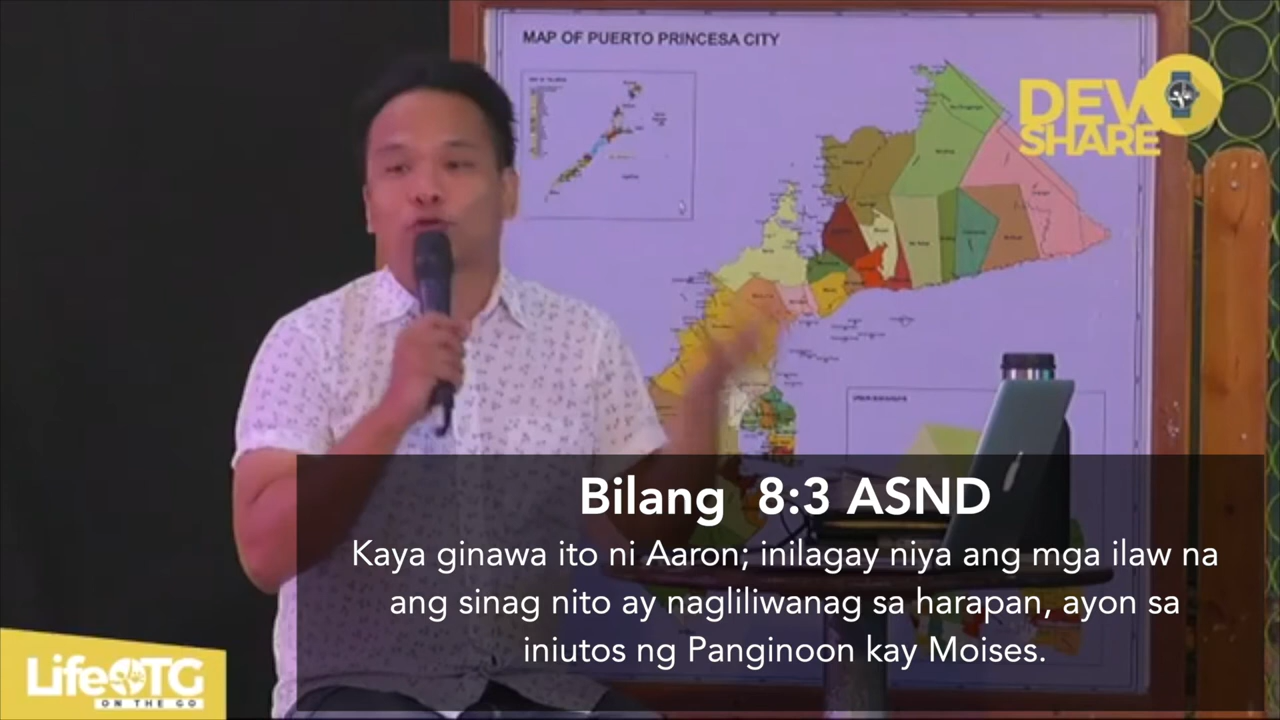 MAP OF PUERTO PRINCESA CITY
DEVO
SHARE
Bilang 8:3 ASND
Kaya ginawa ito ni Aaron; inilagay niya ang mga ilaw na
ang sinag nito ay nagliliwanag sa harapan, ayon sa
iniutos ng Panginoon kay Moises.
LifeOTG
ON THE GO